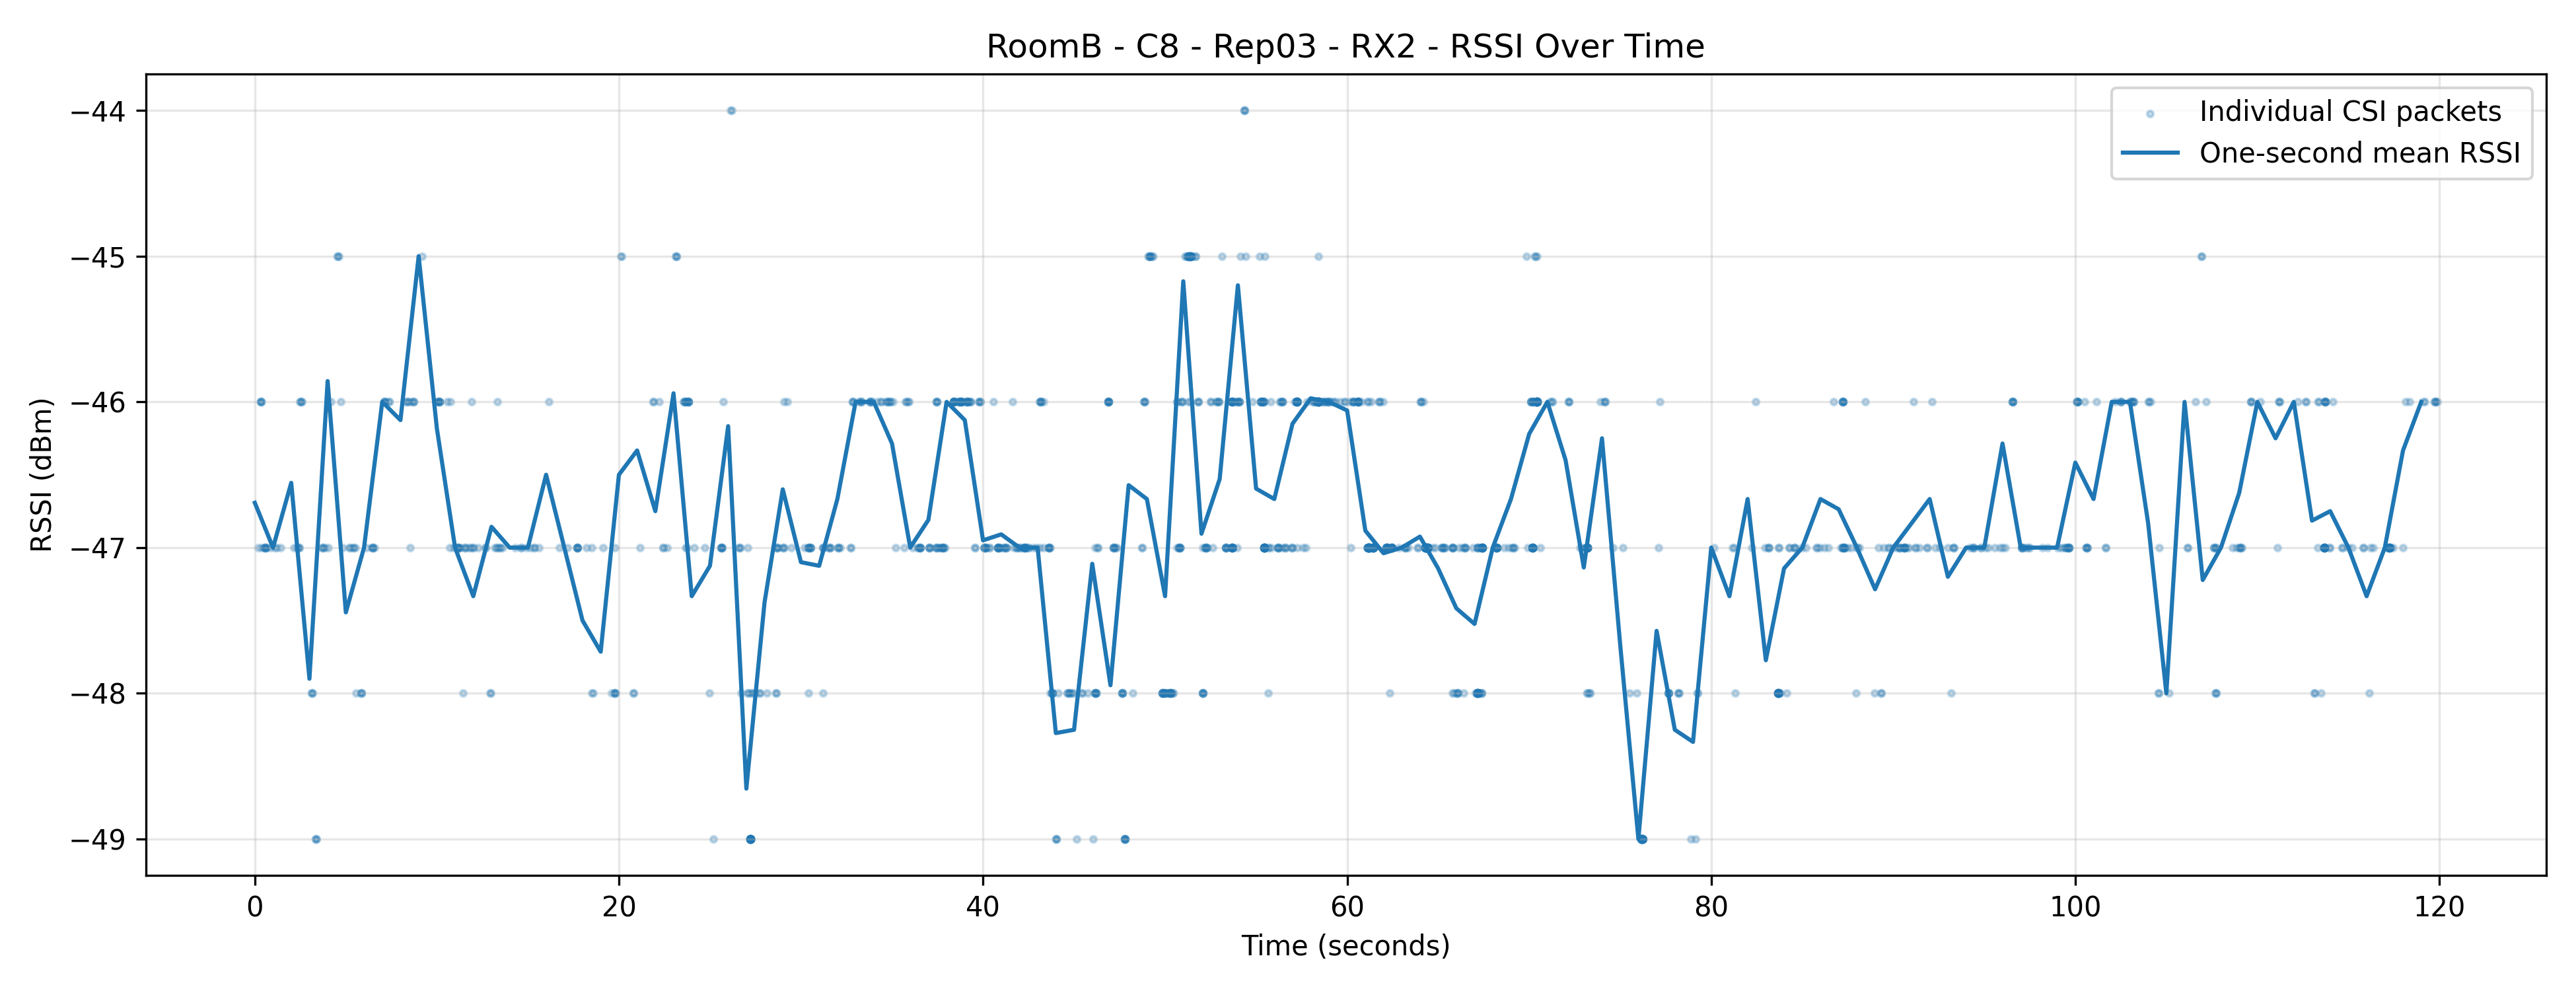 RoomB - C8 - Rep03 - RX2 - RSSI Over Time
Individual CSI packets
One-second mean RSSI
RSSI (dBm)
−44
−45
−46
−47
−48
−49
0 20 40 60 80 100 120
Time (seconds)